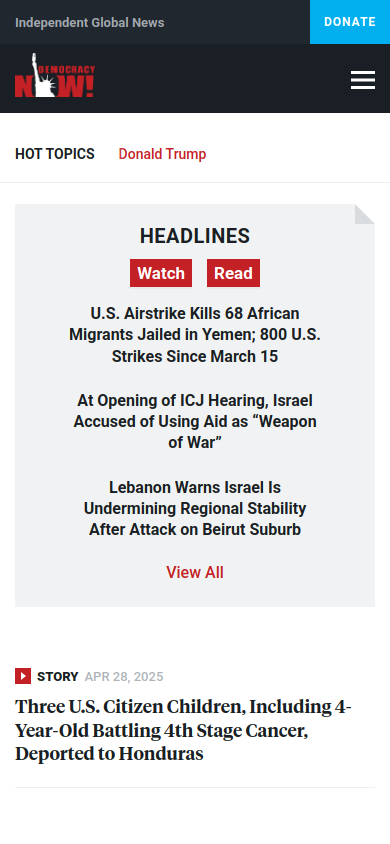 Independent Global News
DONATE
DEMOCRACY
NOW!
HOT TOPICS
Donald Trump
HEADLINES
Watch
Read
U.S. Airstrike Kills 68 African
Migrants Jailed in Yemen; 800 U.S.
Strikes Since March 15
At Opening of ICJ Hearing, Israel
Accused of Using Aid as “Weapon
of War”
Lebanon Warns Israel Is
Undermining Regional Stability
After Attack on Beirut Suburb
View All
STORY APR 28, 2025
Three U.S. Citizen Children, Including 4-
Year-Old Battling 4th Stage Cancer,
Deported to Honduras